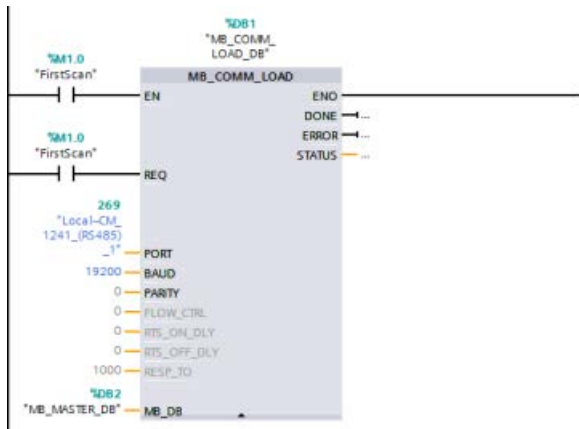 %DB1
"MB_COMM_
LOAD_DB"
%M1.0
"FirstScan"
MB_COMM_LOAD
EN
ENO
DONE
...
ERROR
...
STATUS
...
%M1.0
"FirstScan"
REQ
269
"Local~CM_
1241_(RS485)
_1"
PORT
19200
BAUD
0
PARITY
0
FLOW_CTRL
0
RTS_ON_DLY
0
RTS_OFF_DLY
1000
RESP_TO
%DB2
"MB_MASTER_DB"
MB_DB